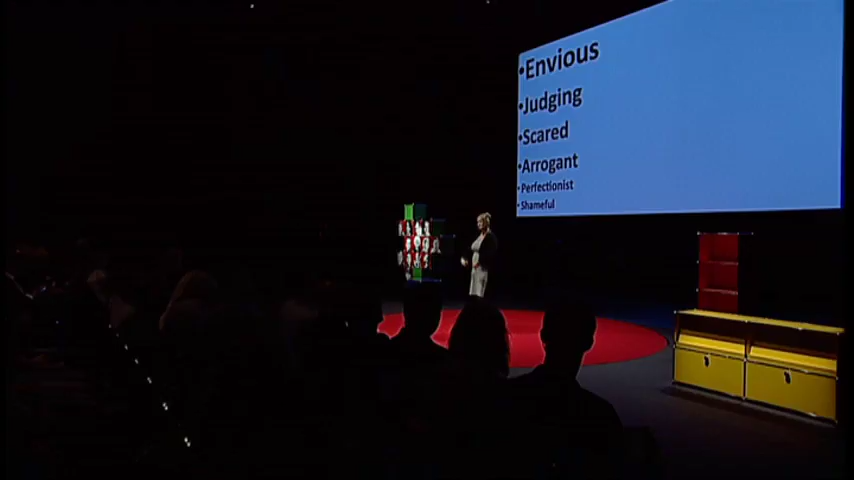 •Envious
•Judging
•Scared
•Arrogant
•Perfectionist
•Shameful